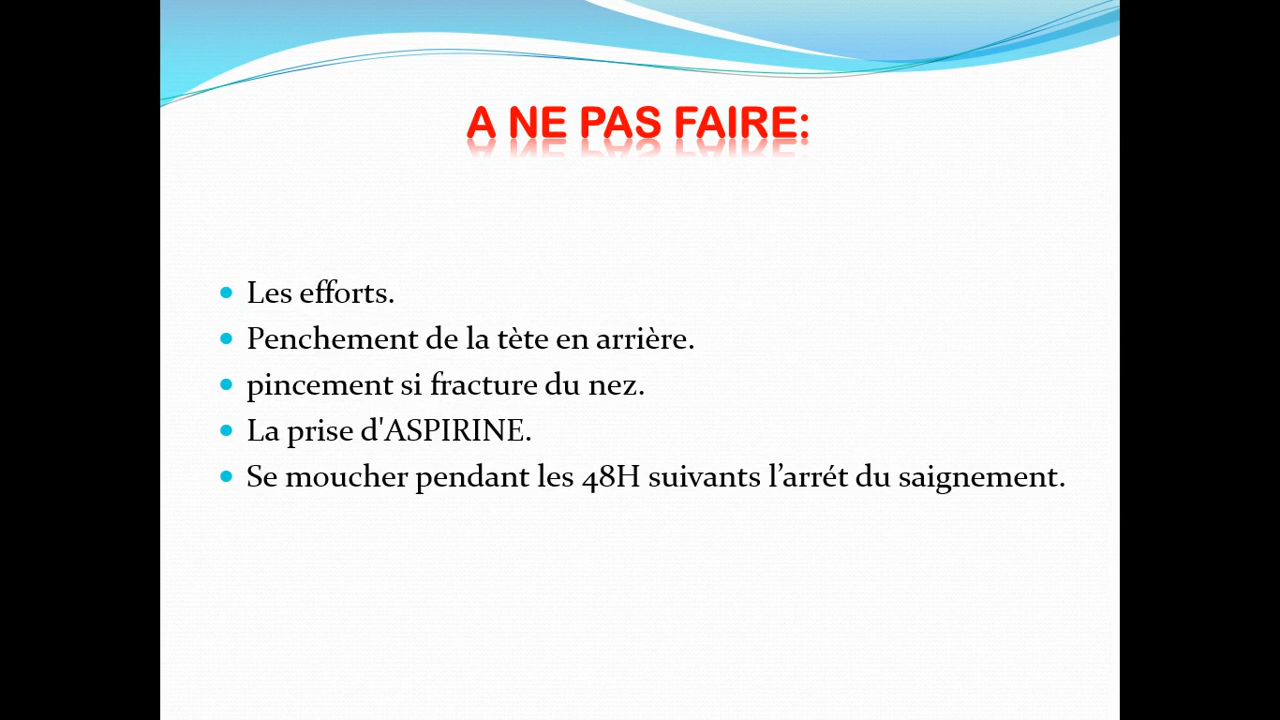 A NE PAS FAIRE:
Les efforts.
Penchement de la tète en arrière.
pincement si fracture du nez.
La prise d'ASPIRINE.
Se moucher pendant les 48H suivants l’arrét du saignement.